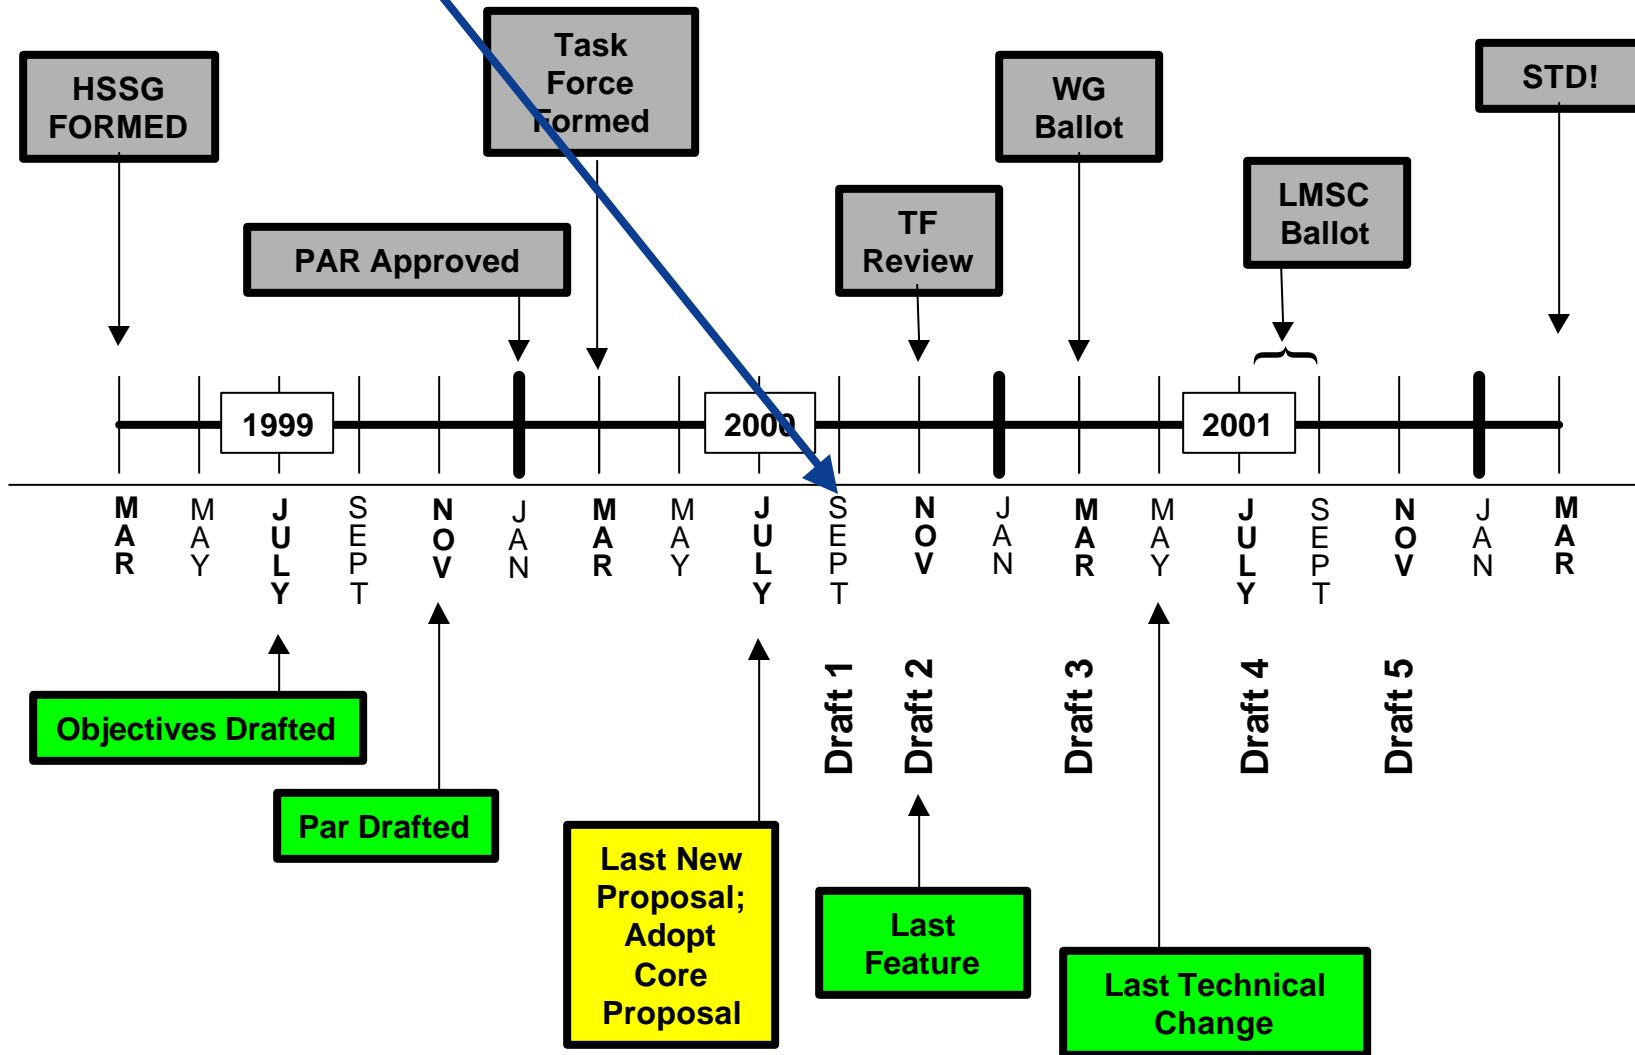 HSSG
FORMED
Task
Force
Formed
WG
Ballot
STD!
PAR Approved
TF
Review
LMSC
Ballot
1999
2000
2001
MAR
MAY
JULY
SEPT
NOV
JAN
MAR
MAY
JULY
SEPT
NOV
JAN
MAR
MAY
JULY
SEPT
NOV
JAN
MAR
Draft 1
Draft 2
Draft 3
Draft 4
Draft 5
Objectives Drafted
Par Drafted
Last New
Proposal;
Adopt
Core
Proposal
Last
Feature
Last Technical
Change